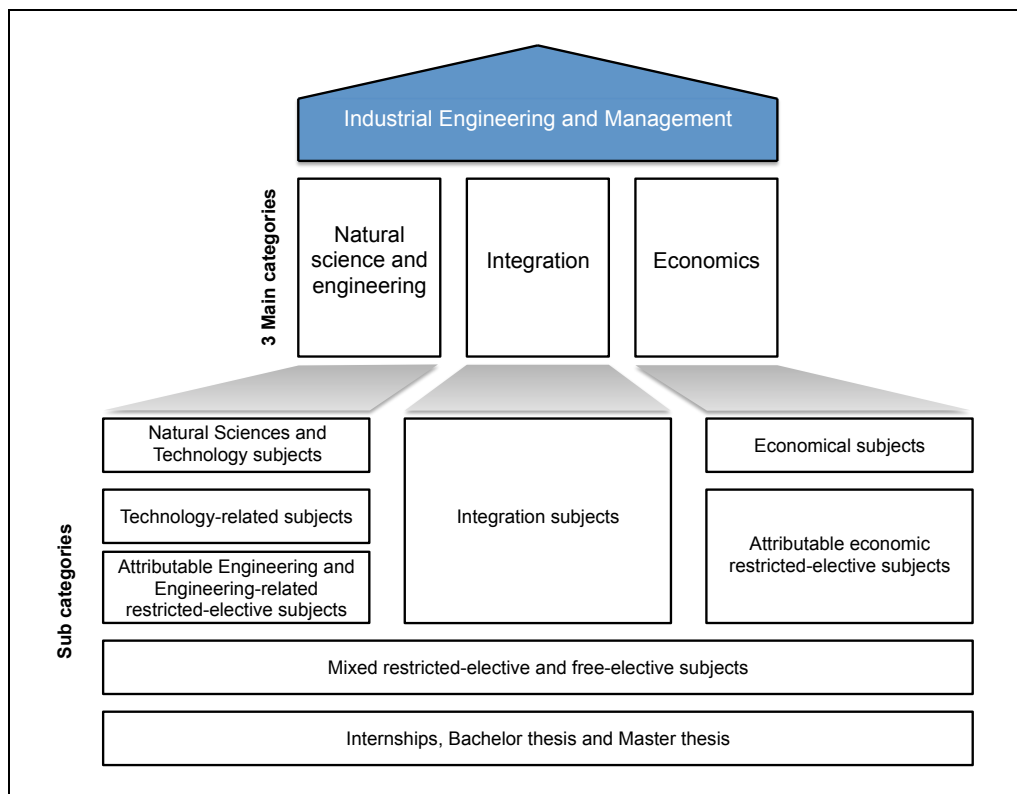 Industrial Engineering and Management
3 Main categories
Natural
science and
engineering
Integration
Economics
Sub categories
Natural Sciences and
Technology subjects
Technology-related subjects
Attributable Engineering and
Engineering-related
restricted-elective subjects
Integration subjects
Economical subjects
Attributable economic
restricted-elective subjects
Mixed restricted-elective and free-elective subjects
Internships, Bachelor thesis and Master thesis